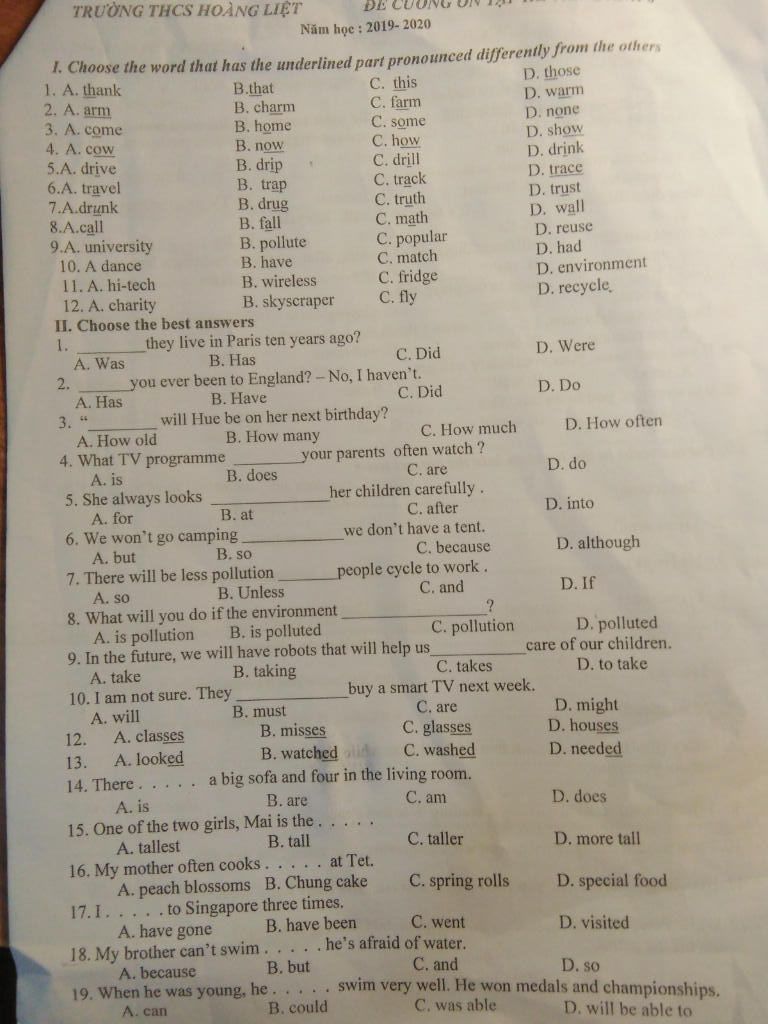 TRƯỜNG THCS HOÀNG LIỆT ĐỀ CƯƠNG ÔN TẬP
Năm học : 2019- 2020
I. Choose the word that has the underlined part pronounced differently from the others
1. A. thank B.that C. this D. those
2. A. arm B. charm C. farm D. warm
3. A. come B. home C. some D. none
4. A. cow B. now C. how D. show
5.A. drive B. drip C. drill D. drink
6.A. travel B. trap C. track D. trace
7.A.drunk B. drug C. truth D. trust
8.A.call B. fall C. math D. wall
9.A. university B. pollute C. popular D. reuse
10. A dance B. have C. match D. had
11. A. hi-tech B. wireless C. fridge D. environment
12. A. charity B. skyscraper C. fly D. recycle
II. Choose the best answers
1. ________they live in Paris ten years ago?
A. Was B. Has C. Did D. Were
2. ______you ever been to England? – No, I haven't.
A. Has B. Have C. Did D. Do
3. “________ will Hue be on her next birthday?
A. How old B. How many C. How much D. How often
4. What TV programme ________your parents often watch ?
A. is B. does C. are D. do
5. She always looks ______________her children carefully .
A. for B. at C. after D. into
6. We won't go camping ____________we don't have a tent.
A. but B. so C. because D. although
7. There will be less pollution _______people cycle to work .
A. so B. Unless C. and D. If
8. What will you do if the environment _________________?
A. is pollution B. is polluted C. pollution D. polluted
9. In the future, we will have robots that will help us___________care of our children.
A. take B. taking C. takes D. to take
10. I am not sure. They _____________buy a smart TV next week.
A. will B. must C. are D. might
12. A. classes B. misses C. glasses D. houses
13. A. looked B. watched C. washed D. needed
14. There . . . . . a big sofa and four in the living room.
A. is B. are C. am D. does
15. One of the two girls, Mai is the . . . . .
A. tallest B. tall C. taller D. more tall
16. My mother often cooks . . . . . at Tet.
A. peach blossoms B. Chung cake C. spring rolls D. special food
17. I . . . . . to Singapore three times.
A. have gone B. have been C. went D. visited
18. My brother can't swim . . . . . he's afraid of water.
A. because B. but C. and D. so
19. When he was young, he . . . . . swim very well. He won medals and championships.
A. can B. could C. was able D. will be able to